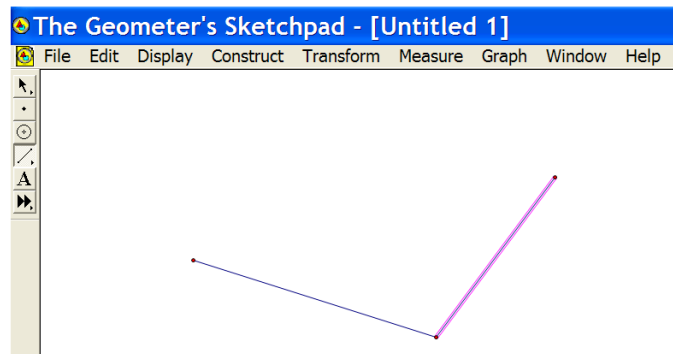 The Geometer's Sketchpad - [Untitled 1]
File Edit Display Construct Transform Measure Graph Window Help
A